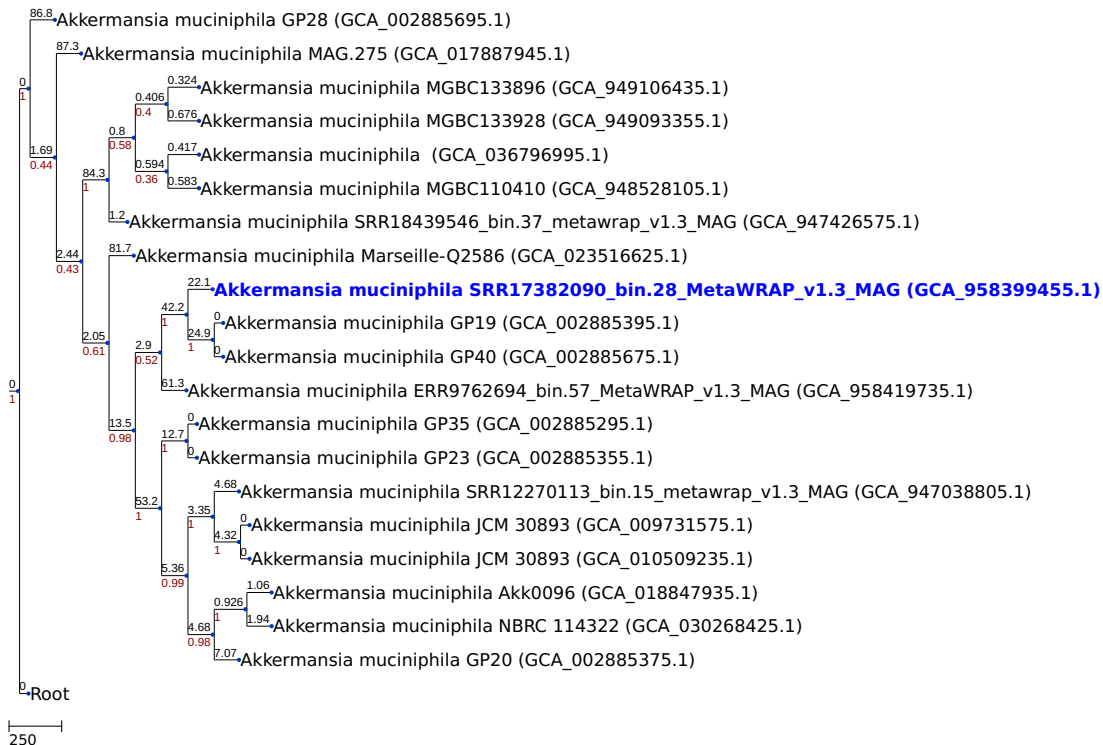 86.8 Akkermansia muciniphila GP28 (GCA_002885695.1)
87.3 Akkermansia muciniphila MAG.275 (GCA_017887945.1)
0.324 Akkermansia muciniphila MGBC133896 (GCA_949106435.1)
0 0.406
1 0.4
0.676 Akkermansia muciniphila MGBC133928 (GCA_949093355.1)
0.8
0.58
1.69 0.417 Akkermansia muciniphila (GCA_036796995.1)
0.44 0.594
84.3 0.36
1 0.583 Akkermansia muciniphila MGBC110410 (GCA_948528105.1)
1.2 Akkermansia muciniphila SRR18439546_bin.37_metawrap_v1.3_MAG (GCA_947426575.1)
2.44 81.7 Akkermansia muciniphila Marseille-Q2586 (GCA_023516625.1)
0.43
22.1 Akkermansia muciniphila SRR17382090_bin.28_MetaWRAP_v1.3_MAG (GCA_958399455.1)
42.2
1
0 Akkermansia muciniphila GP19 (GCA_002885395.1)
2.05 24.9
0.61 1
2.9 0 Akkermansia muciniphila GP40 (GCA_002885675.1)
0.52
0 61.3 Akkermansia muciniphila ERR9762694_bin.57_MetaWRAP_v1.3_MAG (GCA_958419735.1)
1
13.5 0 Akkermansia muciniphila GP35 (GCA_002885295.1)
0.98 12.7
1
0 Akkermansia muciniphila GP23 (GCA_002885355.1)
53.2 4.68 Akkermansia muciniphila SRR12270113_bin.15_metawrap_v1.3_MAG (GCA_947038805.1)
1 3.35
1
0 Akkermansia muciniphila JCM 30893 (GCA_009731575.1)
4.32
1
0 Akkermansia muciniphila JCM 30893 (GCA_010509235.1)
5.36
0.99
1.06 Akkermansia muciniphila Akk0096 (GCA_018847935.1)
0.926
1
1.94 Akkermansia muciniphila NBRC 114322 (GCA_030268425.1)
4.68
0.98
7.07 Akkermansia muciniphila GP20 (GCA_002885375.1)
0 Root
250